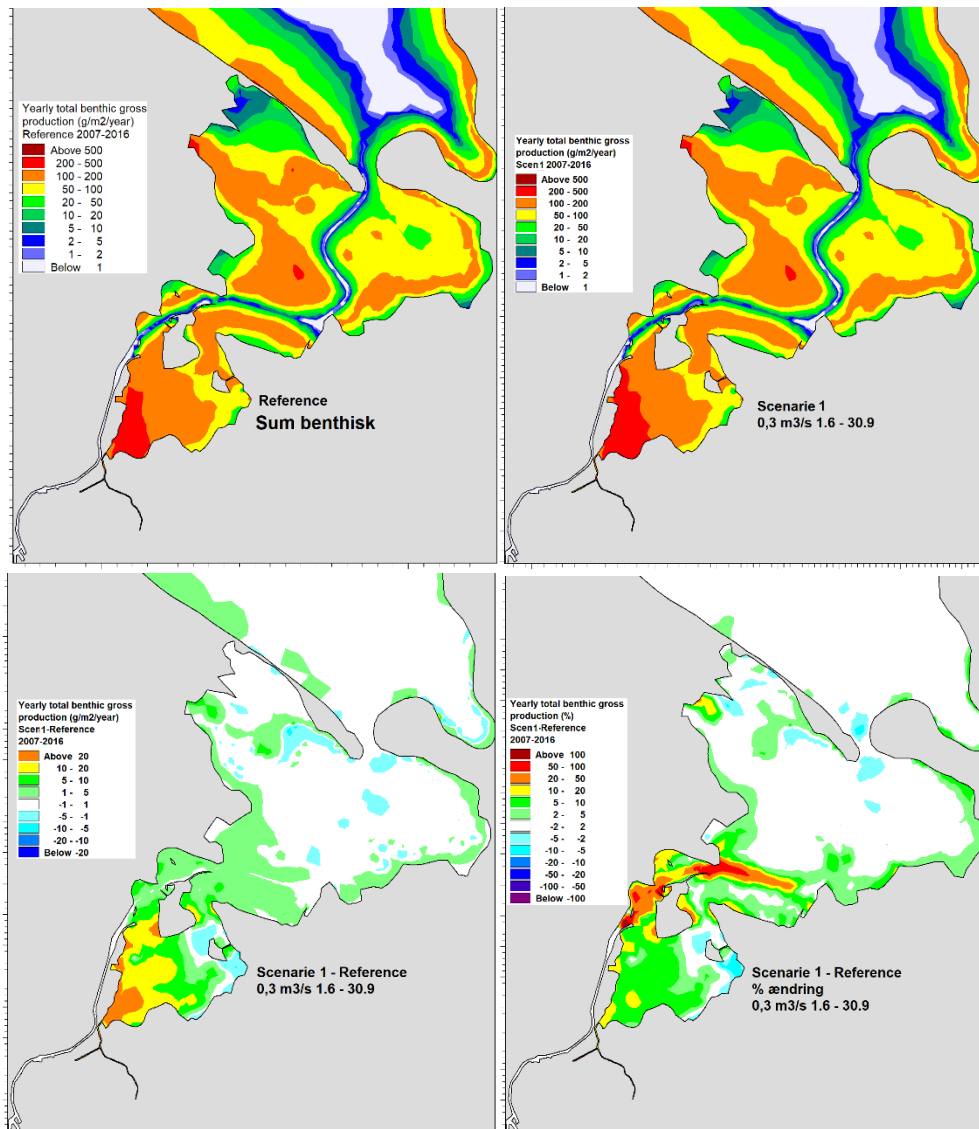 Yearly total benthic gross
production (g/m2/year)
Reference 2007-2016
Above 500
200 - 500
100 - 200
50 - 100
20 - 50
10 - 20
5 - 10
2 - 5
1 - 2
Below 1
Reference
Sum benthisk
Yearly total benthic gross
production (g/m2/year)
Scen 1 2007-2016
Above 500
200 - 500
100 - 200
50 - 100
20 - 50
10 - 20
5 - 10
2 - 5
1 - 2
Below 1
Scenarie 1
0,3 m3/s 1.6 - 30.9
Yearly total benthic gross
production (g/m2/year)
Scen1-Reference
2007-2016
Above 20
10 - 20
5 - 10
1 - 5
-1 - 1
-5 - -1
-10 - -5
-20 - -10
Below -20
Scenarie 1 - Reference
0,3 m3/s 1.6 - 30.9
Yearly total benthic gross
production (%)
Scen1-Reference
2007-2016
Above 100
50 - 100
20 - 50
10 - 20
5 - 10
2 - 5
-2 - 2
-5 - -2
-10 - -5
-20 - -10
-50 - -20
-100 - -50
Below -100
Scenarie 1 - Reference
% ændring
0,3 m3/s 1.6 - 30.9